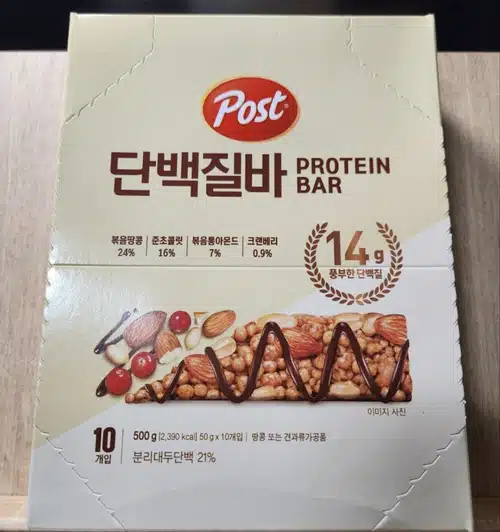 Post
단백질바 PROTEIN BAR
볶음땅콩 24% | 준초콜릿 16% | 볶음통아몬드 7% | 크랜베리 0.9%
14g
풍부한 단백질
이미지 사진
10개입
500 g (2,390 kcal) 50 g x 10개입 | 땅콩 또는 견과류가공품
분리대두단백 21%